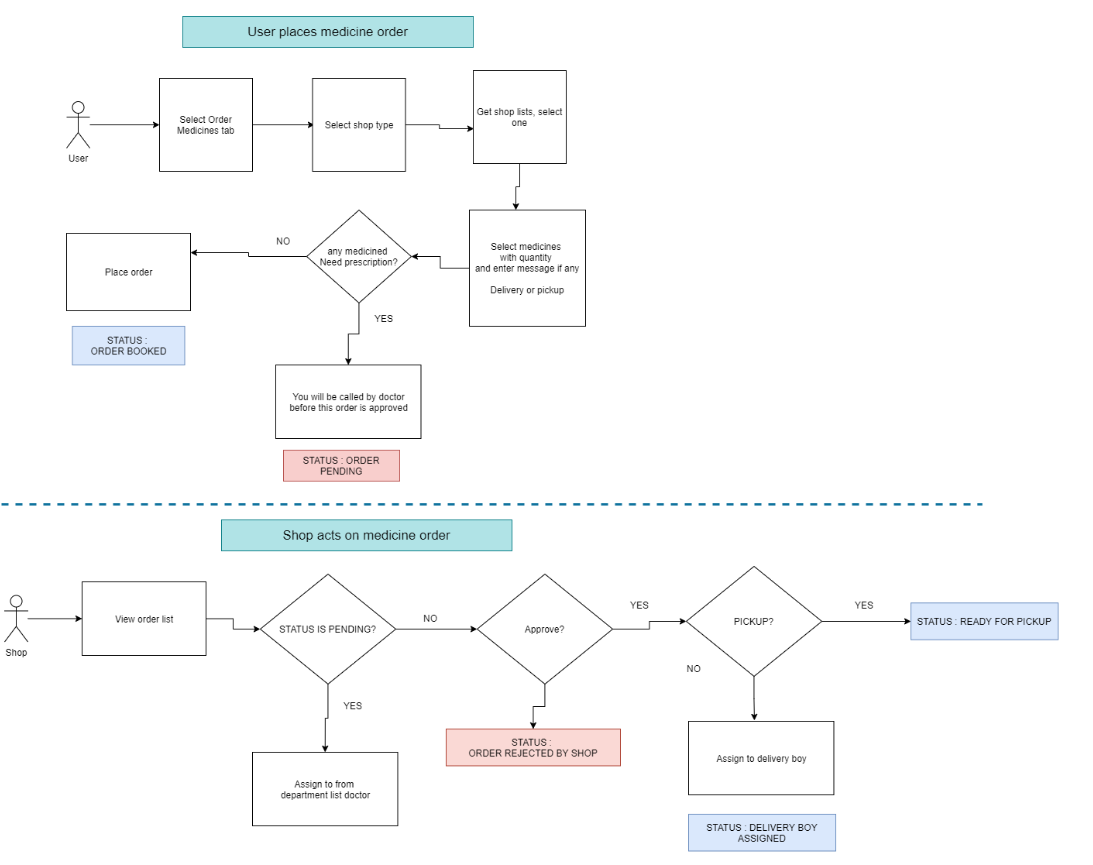 User places medicine order
User
Select Order
Medicines tab
Select shop type
Get shop lists, select
one
Select medicines
with quantity
and enter message if any
Delivery or pickup
any medicined
Need prescription?
NO
YES
Place order
STATUS :
ORDER BOOKED
You will be called by doctor
before this order is approved
STATUS : ORDER
PENDING
Shop acts on medicine order
Shop
View order list
STATUS IS PENDING?
NO
YES
Assign to from
department list doctor
Approve?
YES
STATUS :
ORDER REJECTED BY SHOP
PICKUP?
YES
STATUS : READY FOR PICKUP
NO
Assign to delivery boy
STATUS : DELIVERY BOY
ASSIGNED